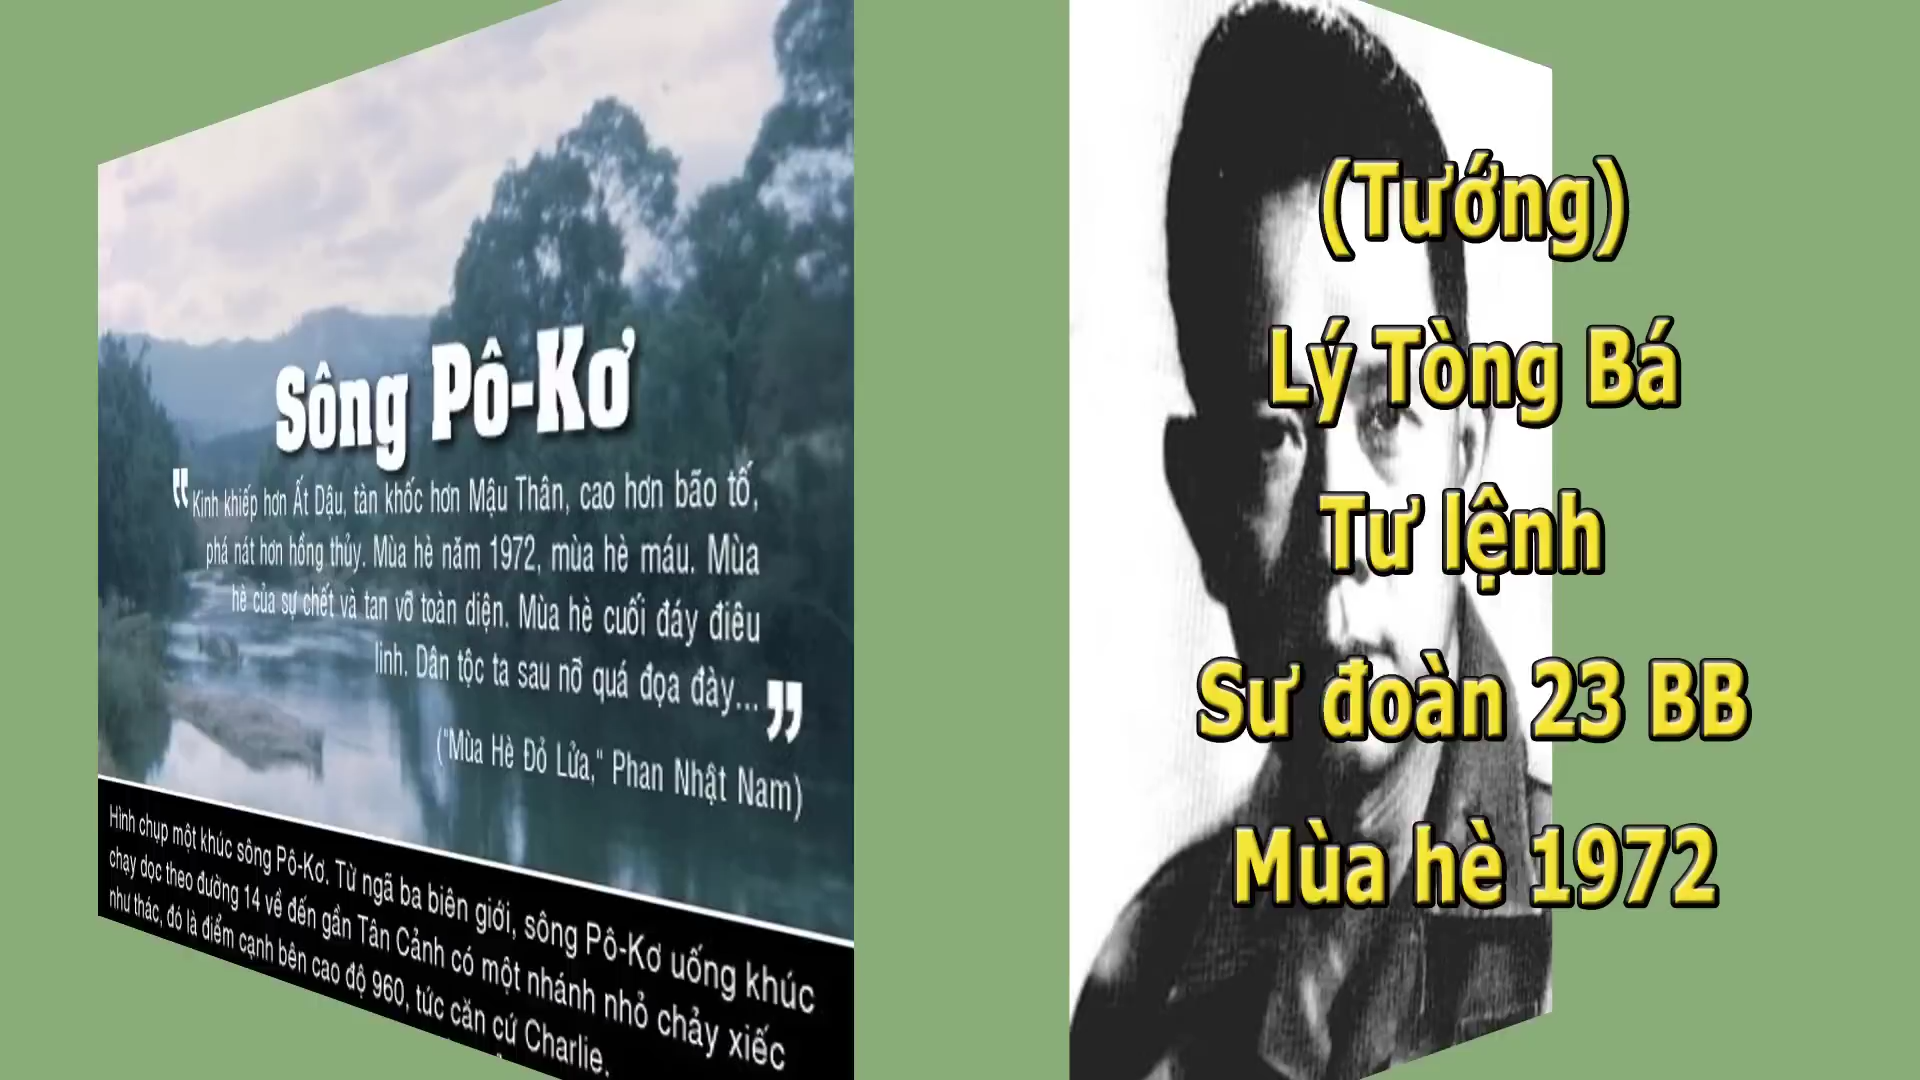 Sông Pô-Kơ
“Kinh khiếp hơn Ất Dậu, tàn khốc hơn Mậu Thân, cao hơn bão tố,
phá nát hơn hồng thủy. Mùa hè năm 1972, mùa hè máu. Mùa
hè của sự chết và tan vỡ toàn diện. Mùa hè cuối đáy điêu
linh. Dân tộc ta sau nỡ quá đọa đày...”
("Mùa Hè Đỏ Lửa," Phan Nhật Nam)
Hình chụp một khúc sông Pô-Kơ. Từ ngã ba biên giới, sông Pô-Kơ uống khúc
chạy dọc theo đường 14 về đến gần Tân Cảnh có một nhánh nhỏ chảy xiếc
như thác, đó là điểm cạnh bên cao độ 960, tức căn cứ Charlie.
(Tướng)
Lý Tòng Bá
Tư lệnh
Sư đoàn 23 BB
Mùa hè 1972